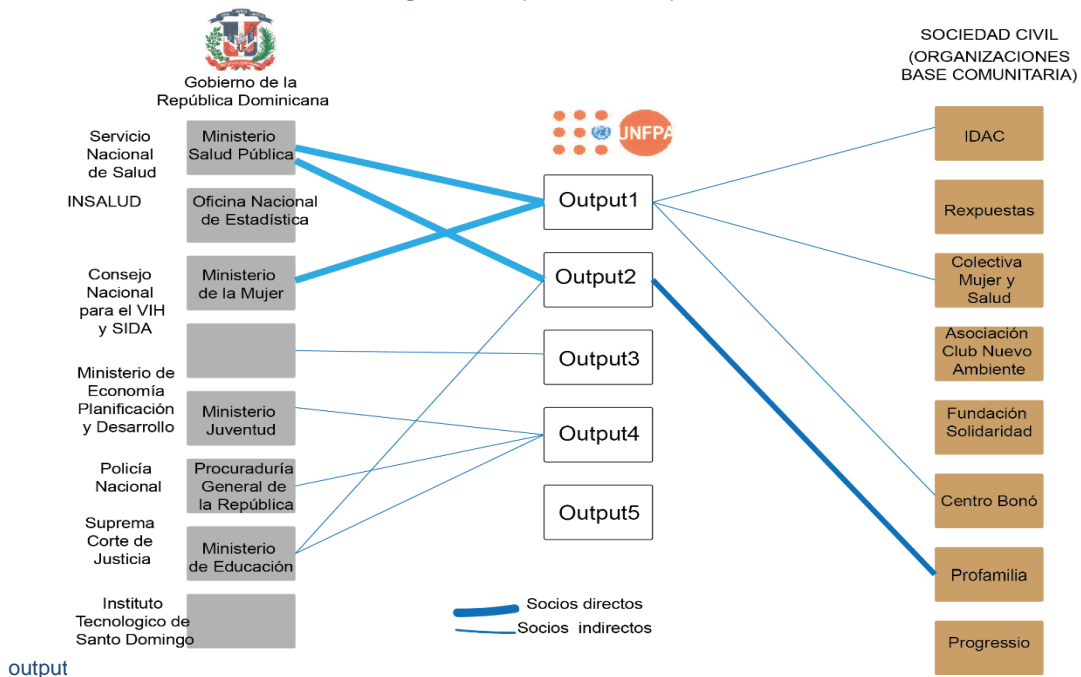 Gobierno de la
República Dominicana
Servicio
Nacional
de Salud
INSALUD
Consejo
Nacional
para el VIH
y SIDA
Ministerio de
Economía
Planificación
y Desarrollo
Policía
Nacional
Suprema
Corte de
Justicia
Instituto
Tecnologico de
Santo Domingo
Ministerio
Salud Pública
Oficina Nacional
de Estadística
Ministerio
de la Mujer
Ministerio
Juventud
Procuraduría
General de
la República
Ministerio
de Educación
UNFPA
Output1
Output2
Output3
Output4
Output5
Socios directos
Socios indirectos
SOCIEDAD CIVIL
(ORGANIZACIONES
BASE COMUNITARIA)
IDAC
Rexpuestas
Colectiva
Mujer y
Salud
Asociación
Club Nuevo
Ambiente
Fundación
Solidaridad
Centro Bonó
Profamilia
Progressio
output